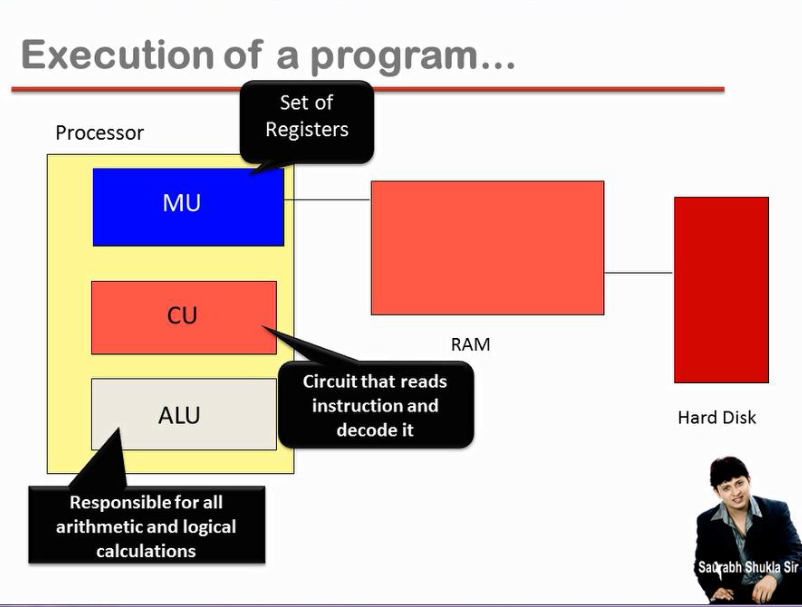 Execution of a program...
Set of
Registers
Processor
MU
CU
RAM
Circuit that reads
instruction and
decode it
ALU
Hard Disk
Responsible for all
arithmetic and logical
calculations
Saurabh Shukla Sir